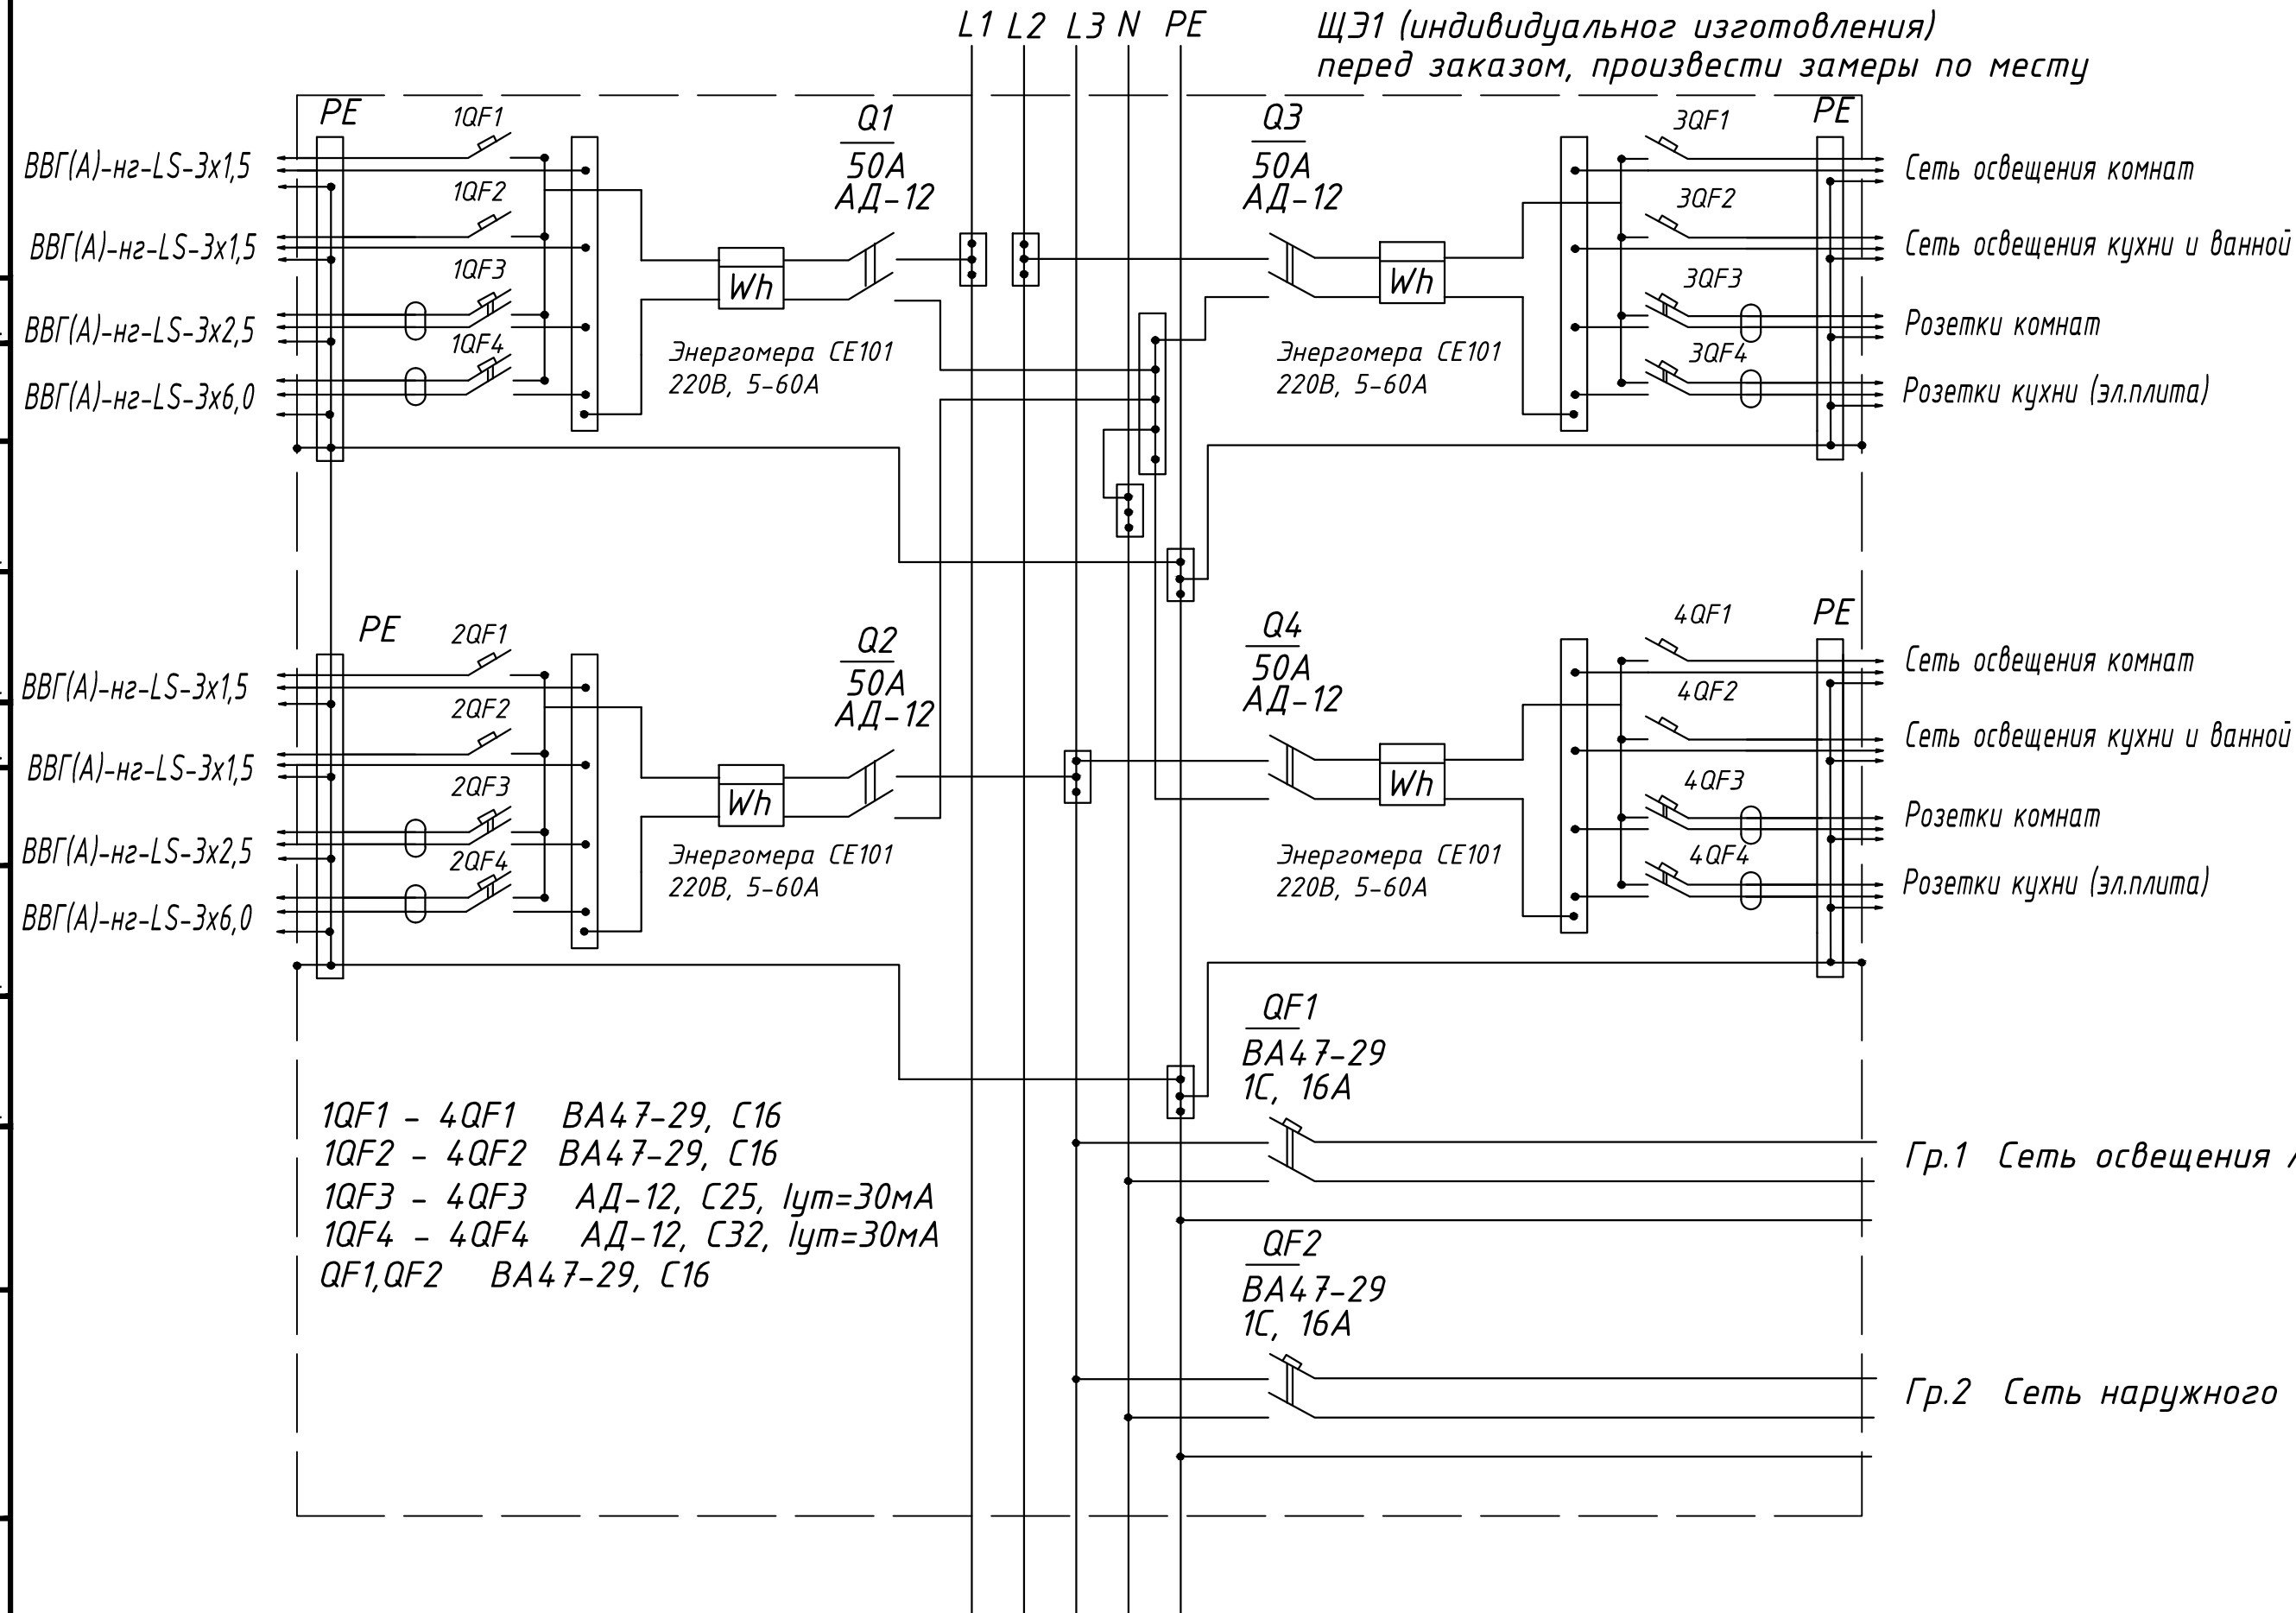 L1 L2 L3 N PE
ЩЭ1 (индивидуальног изготовления)
перед заказом, произвести замеры по месту
PE
1QF1
ВВГ(А)-нг-LS-3х1,5
1QF2
ВВГ(А)-нг-LS-3х1,5
1QF3
ВВГ(А)-нг-LS-3х2,5
1QF4
ВВГ(А)-нг-LS-3х6,0
Q1
50А
АД-12
Wh
Энергомера СЕ101
220В, 5-60А
Q3
50А
АД-12
Wh
Энергомера СЕ101
220В, 5-60А
PE
3QF1
Сеть освещения комнат
3QF2
Сеть освещения кухни и ванной
3QF3
Розетки комнат
3QF4
Розетки кухни (эл.плита)
PE
2QF1
ВВГ(А)-нг-LS-3х1,5
2QF2
ВВГ(А)-нг-LS-3х1,5
2QF3
ВВГ(А)-нг-LS-3х2,5
2QF4
ВВГ(А)-нг-LS-3х6,0
Q2
50А
АД-12
Wh
Энергомера СЕ101
220В, 5-60А
Q4
50А
АД-12
Wh
Энергомера СЕ101
220В, 5-60А
PE
4QF1
Сеть освещения комнат
4QF2
Сеть освещения кухни и ванной
4QF3
Розетки комнат
4QF4
Розетки кухни (эл.плита)
QF1
ВА47-29
1С, 16А
Гр.1 Сеть освещения
QF2
ВА47-29
1С, 16А
Гр.2 Сеть наружного
1QF1 - 4QF1 ВА47-29, С16
1QF2 - 4QF2 ВА47-29, С16
1QF3 - 4QF3 АД-12, С25, Iут=30мА
1QF4 - 4QF4 АД-12, С32, Iут=30мА
QF1,QF2 ВА47-29, С16